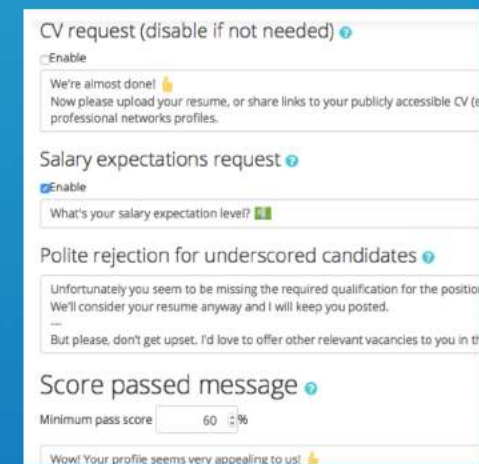 CV request (disable if not needed)
Enable
We're almost done! 👍
Now please upload your resume, or share links to your publicly accessible CV (e
professional networks profiles.
Salary expectations request
Enable
What's your salary expectation level? 💵
Polite rejection for underscored candidates
Unfortunately you seem to be missing the required qualification for the position
We'll consider your resume anyway and I will keep you posted.
—
But please, don't get upset. I'd love to offer other relevant vacancies to you in th
Score passed message
Minimum pass score 60 %
Wow! Your profile seems very appealing to us! 👍